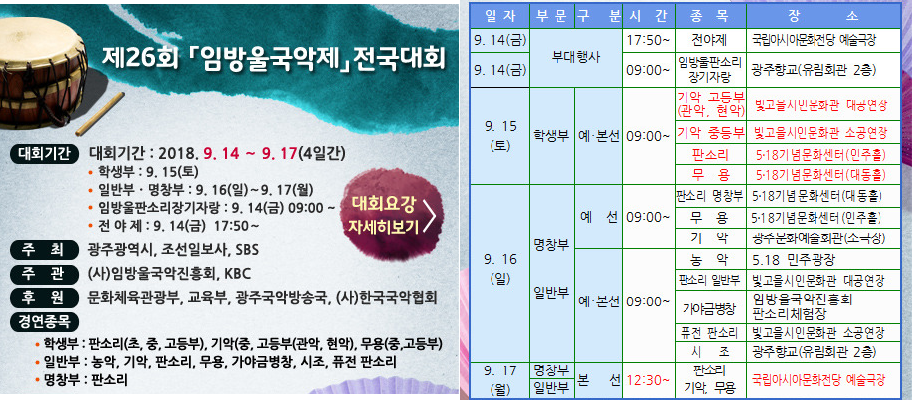 제26회 「임방울국악제」전국대회
대회기간 대회기간 : 2018. 9. 14 ~ 9. 17(4일간)
• 학생부 : 9. 15(토)
• 일반부 · 명창부 : 9. 16(일)~9. 17(월)
• 임방울판소리장기자랑 : 9. 14(금) 09:00 ~
• 전 야 제 : 9. 14(금) 17:50~
대회요강
자세히보기
주 최 광주광역시, 조선일보사, SBS
주 관 (사)임방울국악진흥회, KBC
후 원 문화체육관광부, 교육부, 광주국악방송국, (사)한국국악협회
경연종목
• 학생부 : 판소리(초, 중, 고등부), 기악(중, 고등부(관악, 현악), 무용(중,고등부)
• 일반부 : 농악, 기악, 판소리, 무용, 가야금병창, 시조, 퓨전 판소리
• 명창부 : 판소리
일 자 부 문 구 분 시 간 종 목 장 소
9. 14(금) 부대행사 17:50~ 전야제 국립아시아문화전당 예술극장
9. 14(금) 09:00~ 임방울판소리
장기자랑 광주향교(유림회관 2층)
9. 15
(토) 학생부 예·본선 09:00~ 기악 고등부
(관악, 현악) 빛고을시민문화관 대공연장
기악 중등부 빛고을시민문화관 소공연장
판소리 5·18기념문화센터(민주홀)
무 용 5·18기념문화센터(대동홀)
9. 16
(일) 명창부
일반부 예 선 09:00~ 판소리 명창부 5·18기념문화센터(대동홀)
무 용 5·18기념문화센터(민주홀)
기 악 광주문화예술회관(소극장)
예·본선 09:00~ 농 악 5.18 민주광장
판소리 일반부 빛고을시민문화관 대공연장
가야금병창 임방울국악진흥회
판소리체험장
퓨전 판소리 빛고을시민문화관 소공연장
시 조 광주향교(유림회관 2층)
9. 17
(월) 명창부
일반부 본 선 12:30~ 판소리
기악, 무용 국립아시아문화전당 예술극장